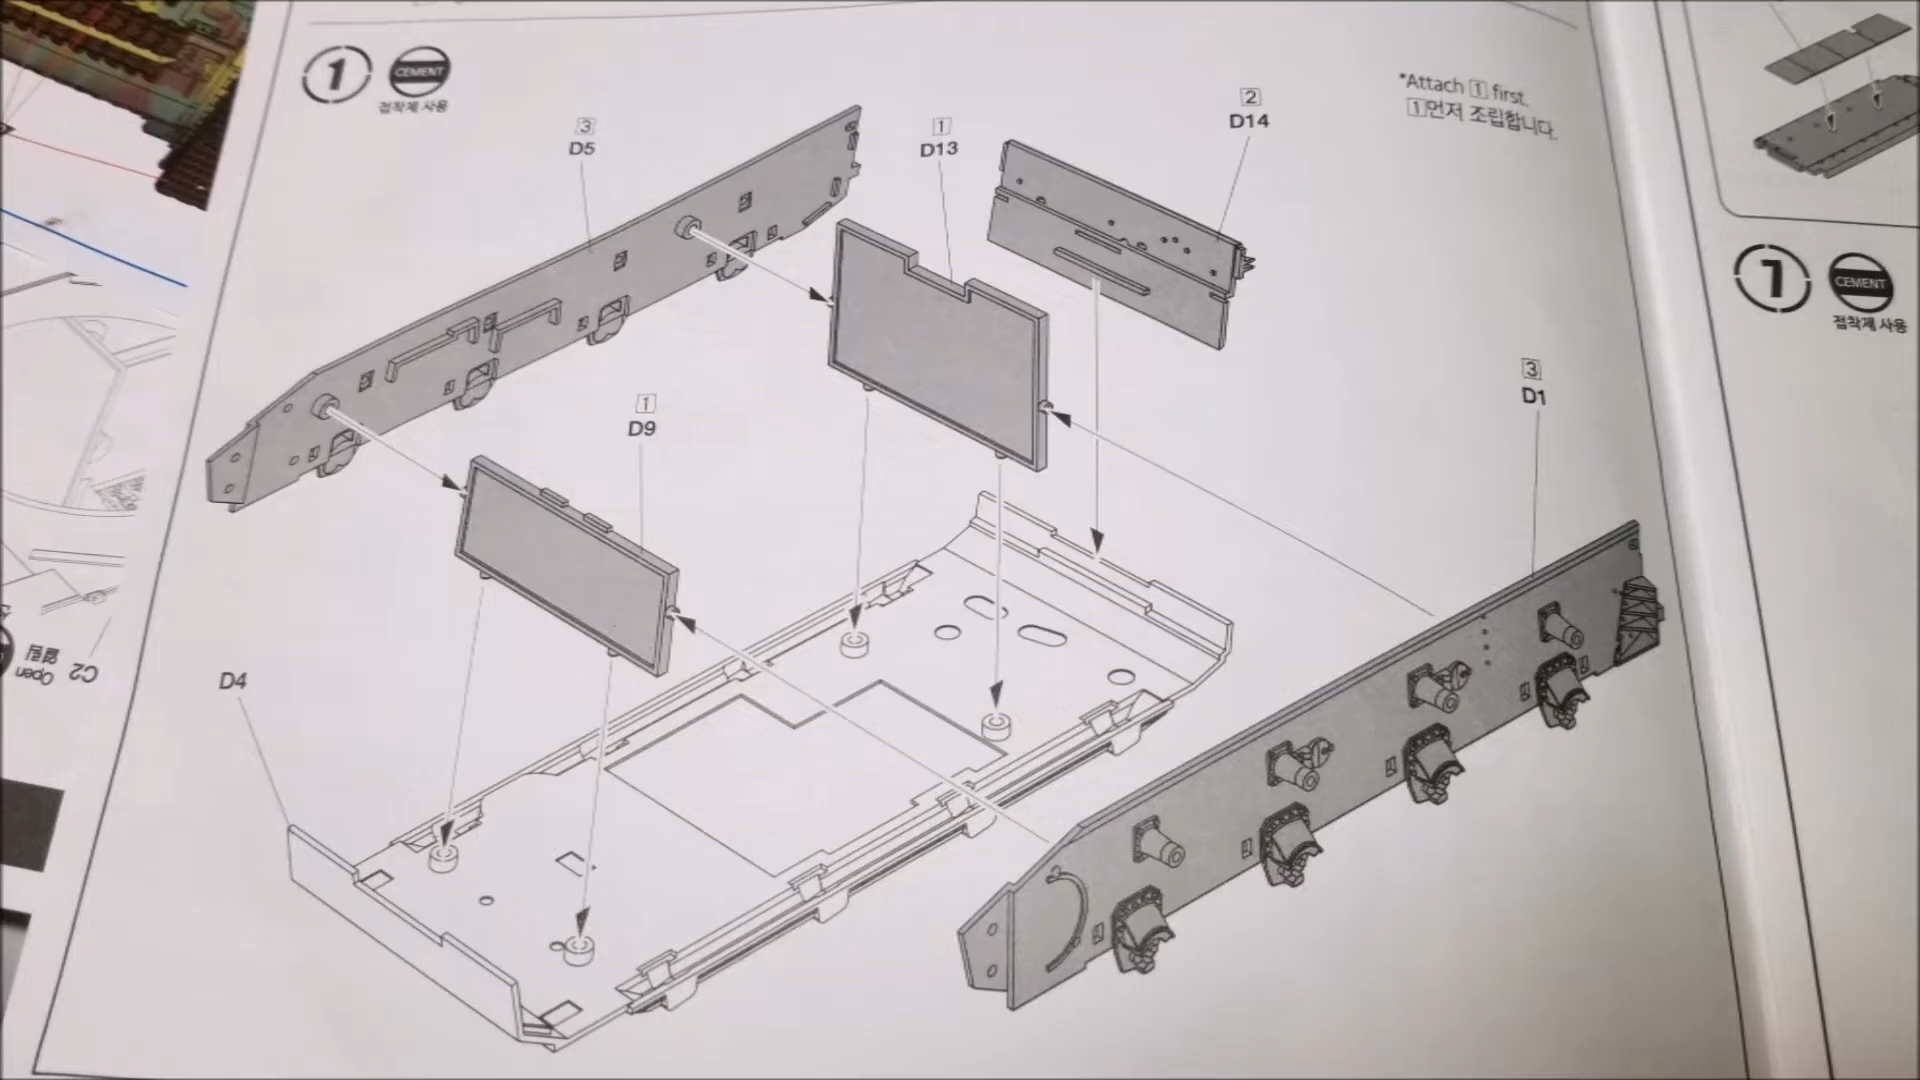 1
CEMENT
접착제 사용
3
D5
1
D13
2
D14
*Attach 1 first.
1먼저 조립합니다.
1
D9
3
D1
D4
C2
Open
7
CEMENT
접착제 사용